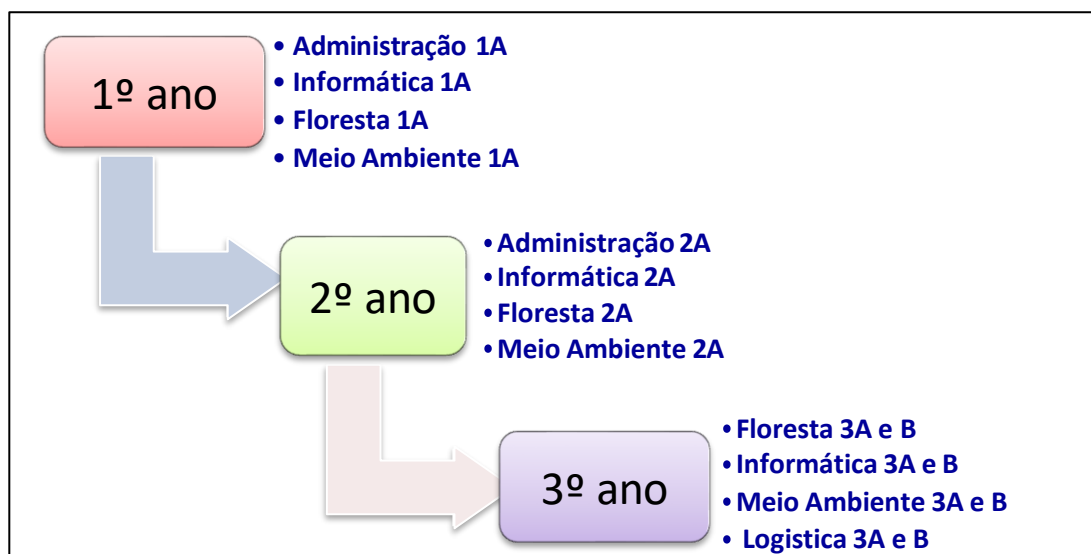 1º ano
• Administração 1A
• Informática 1A
• Floresta 1A
• Meio Ambiente 1A
2º ano
• Administração 2A
• Informática 2A
• Floresta 2A
• Meio Ambiente 2A
3º ano
• Floresta 3A e B
• Informática 3A e B
• Meio Ambiente 3A e B
• Logistica 3A e B